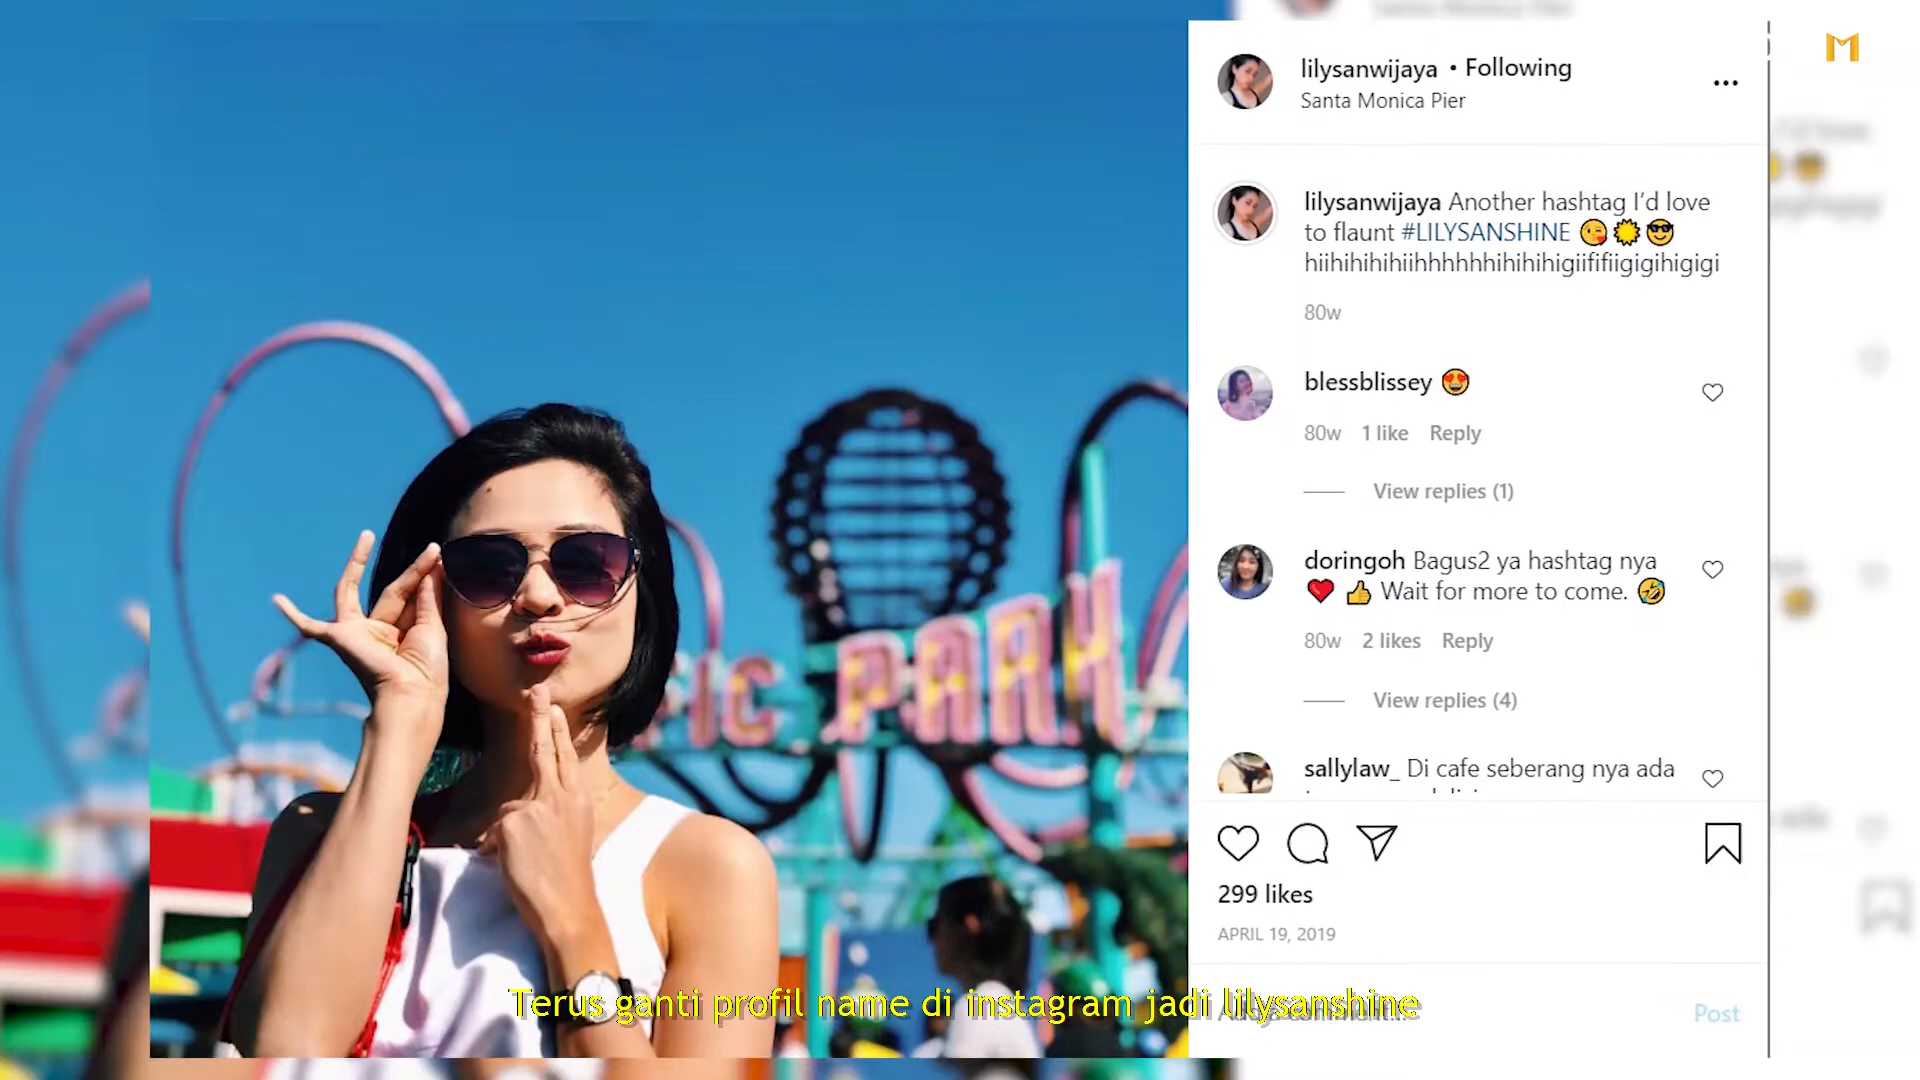 lilysanwijaya • Following
Santa Monica Pier
lilysanwijaya Another hashtag I'd love
to flaunt #LILYSANSHINE 😘☀️😎
hiihihihihiihhhhhhihihihigiififiigigihigigi
80w
blessblissey 😍
80w 1 like Reply
View replies (1)
doringoh Bagus2 ya hashtag nya
❤️ 👍 Wait for more to come. 🤣
80w 2 likes Reply
View replies (4)
sallylaw_ Di cafe seberang nya ada
299 likes
APRIL 19, 2019
Post
FIC PARK
Terus ganti profil name di instagram jadi lilysanshine
M